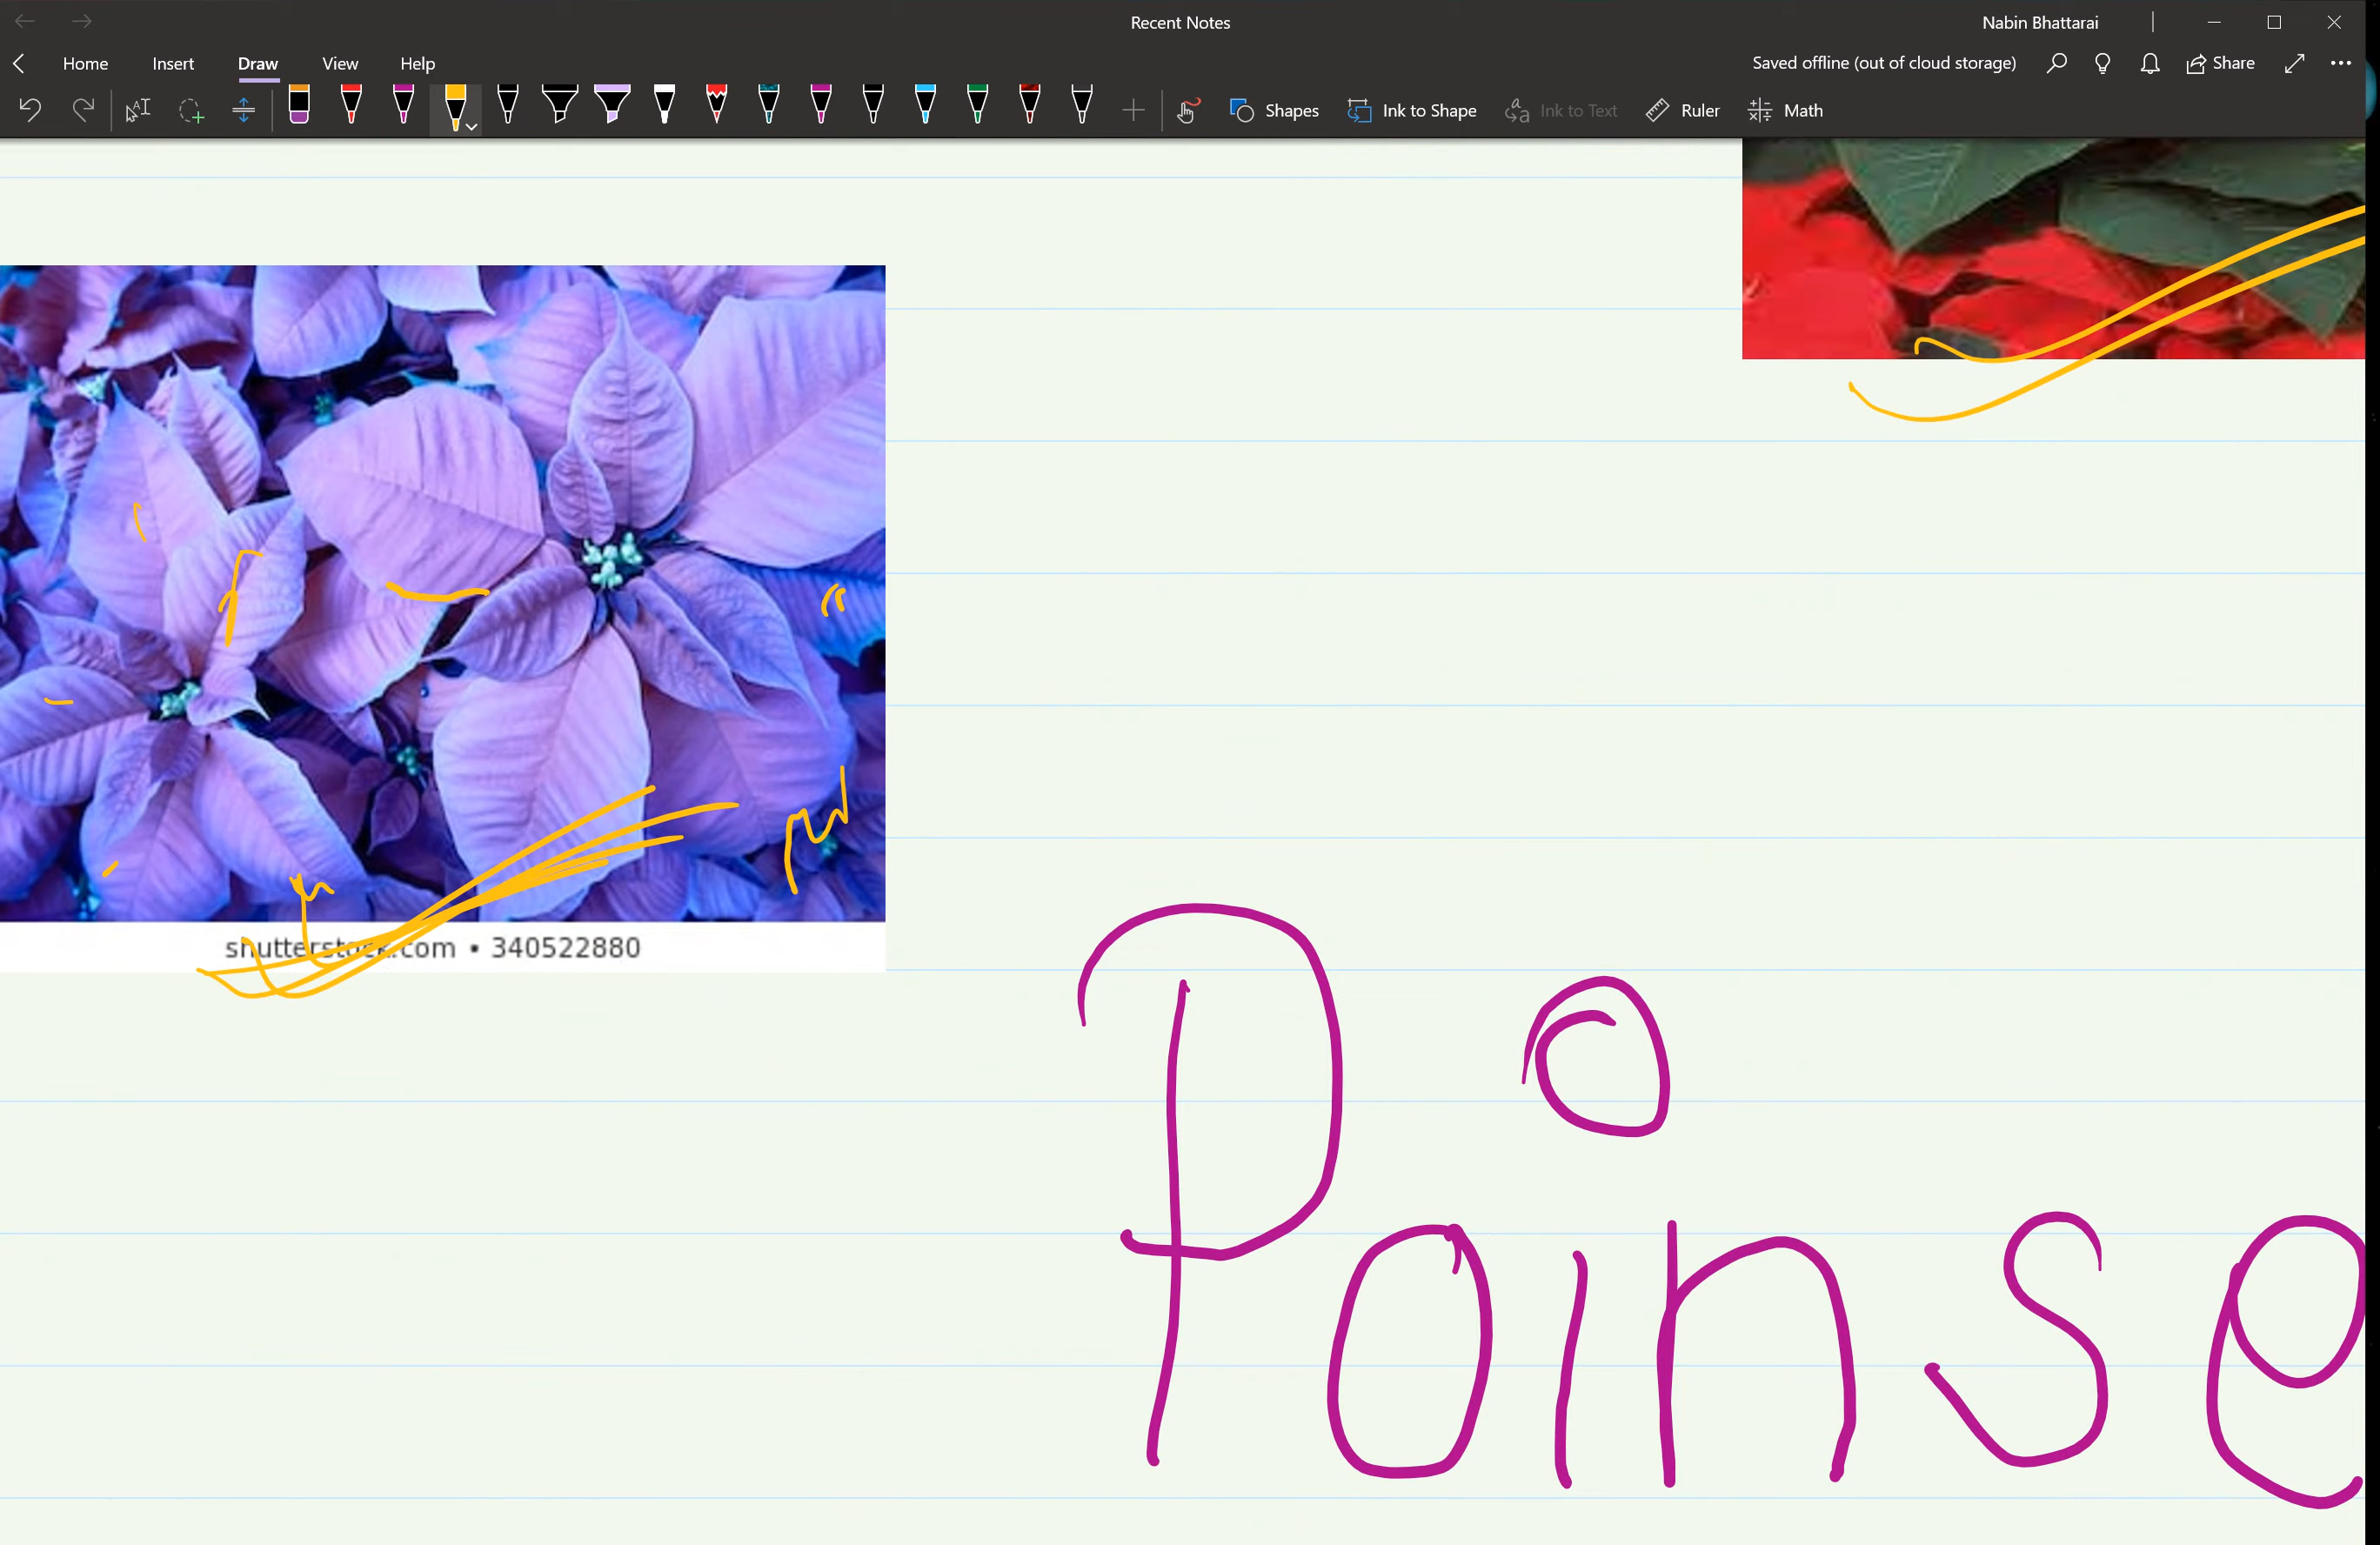 Recent Notes
Nabin Bhattarai
Home Insert Draw View Help
Saved offline (out of cloud storage)
Share
Shapes
Ink to Shape
Ink to Text
Ruler
Math
shutterstock.com • 340522880
Poinse